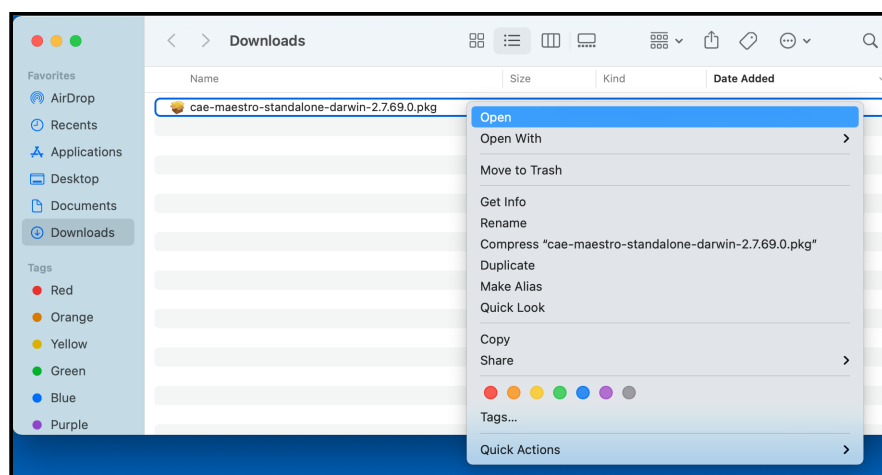 Downloads
Favorites
AirDrop
Recents
Applications
Desktop
Documents
Downloads
Tags
Red
Orange
Yellow
Green
Blue
Purple
Name Size Kind Date Added
cae-maestro-standalone-darwin-2.7.69.0.pkg
Open
Open With
Move to Trash
Get Info
Rename
Compress “cae-maestro-standalone-darwin-2.7.69.0.pkg”
Duplicate
Make Alias
Quick Look
Copy
Share
Tags...
Quick Actions